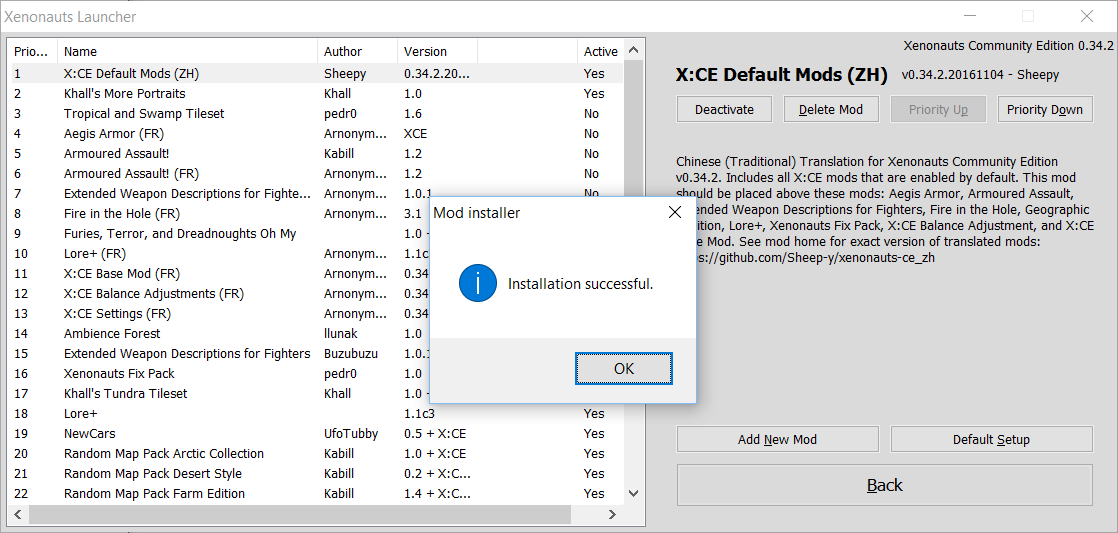 Xenonauts Launcher
Prio... Name Author Version Active
1 X:CE Default Mods (ZH) Sheepy 0.34.2.20... Yes
2 Khall's More Portraits Khall 1.0 Yes
3 Tropical and Swamp Tileset pedr0 1.6 No
4 Aegis Armor (FR) Arnonym... XCE No
5 Armoured Assault! Kabill 1.2 No
6 Armoured Assault! (FR) Arnonym... 1.2 No
7 Extended Weapon Descriptions for Fighte... Arnonym... 1.0.1 No
8 Fire in the Hole (FR) Arnonym... 3.1
9 Furies, Terror, and Dreadnoughts Oh My 1.0
10 Lore+ (FR) Arnonym...
11 X:CE Base Mod (FR) Arnonym... 0.34
12 X:CE Balance Adjustments (FR) Arnonym... 0.34
13 X:CE Settings (FR) Arnonym... 0.34
14 Ambience Forest llunak 1.0
15 Extended Weapon Descriptions for Fighters Buzubuzu 1.0.1
16 Xenonauts Fix Pack pedr0 1.0
17 Khall's Tundra Tileset Khall 1.0
18 Lore+ 1.1c3 Yes
19 NewCars UfoTubby 0.5 + X:CE Yes
20 Random Map Pack Arctic Collection Kabill 1.0 + X:CE Yes
21 Random Map Pack Desert Style Kabill 0.2 + X:C... Yes
22 Random Map Pack Farm Edition Kabill 1.4 + X:C... Yes
Mod installer
Installation successful.
OK
Xenonauts Community Edition 0.34.2
X:CE Default Mods (ZH) v0.34.2.20161104 - Sheepy
Deactivate Delete Mod Priority Up Priority Down
Chinese (Traditional) Translation for Xenonauts Community Edition
v0.34.2. Includes all X:CE mods that are enabled by default. This mod
should be placed above these mods: Aegis Armor, Armoured Assault,
ended Weapon Descriptions for Fighters, Fire in the Hole, Geographic
ition, Lore+, Xenonauts Fix Pack, X:CE Balance Adjustment, and X:CE
Mod. See mod home for exact version of translated mods:
s://github.com/Sheep-y/xenonauts-ce_zh
Add New Mod Default Setup
Back